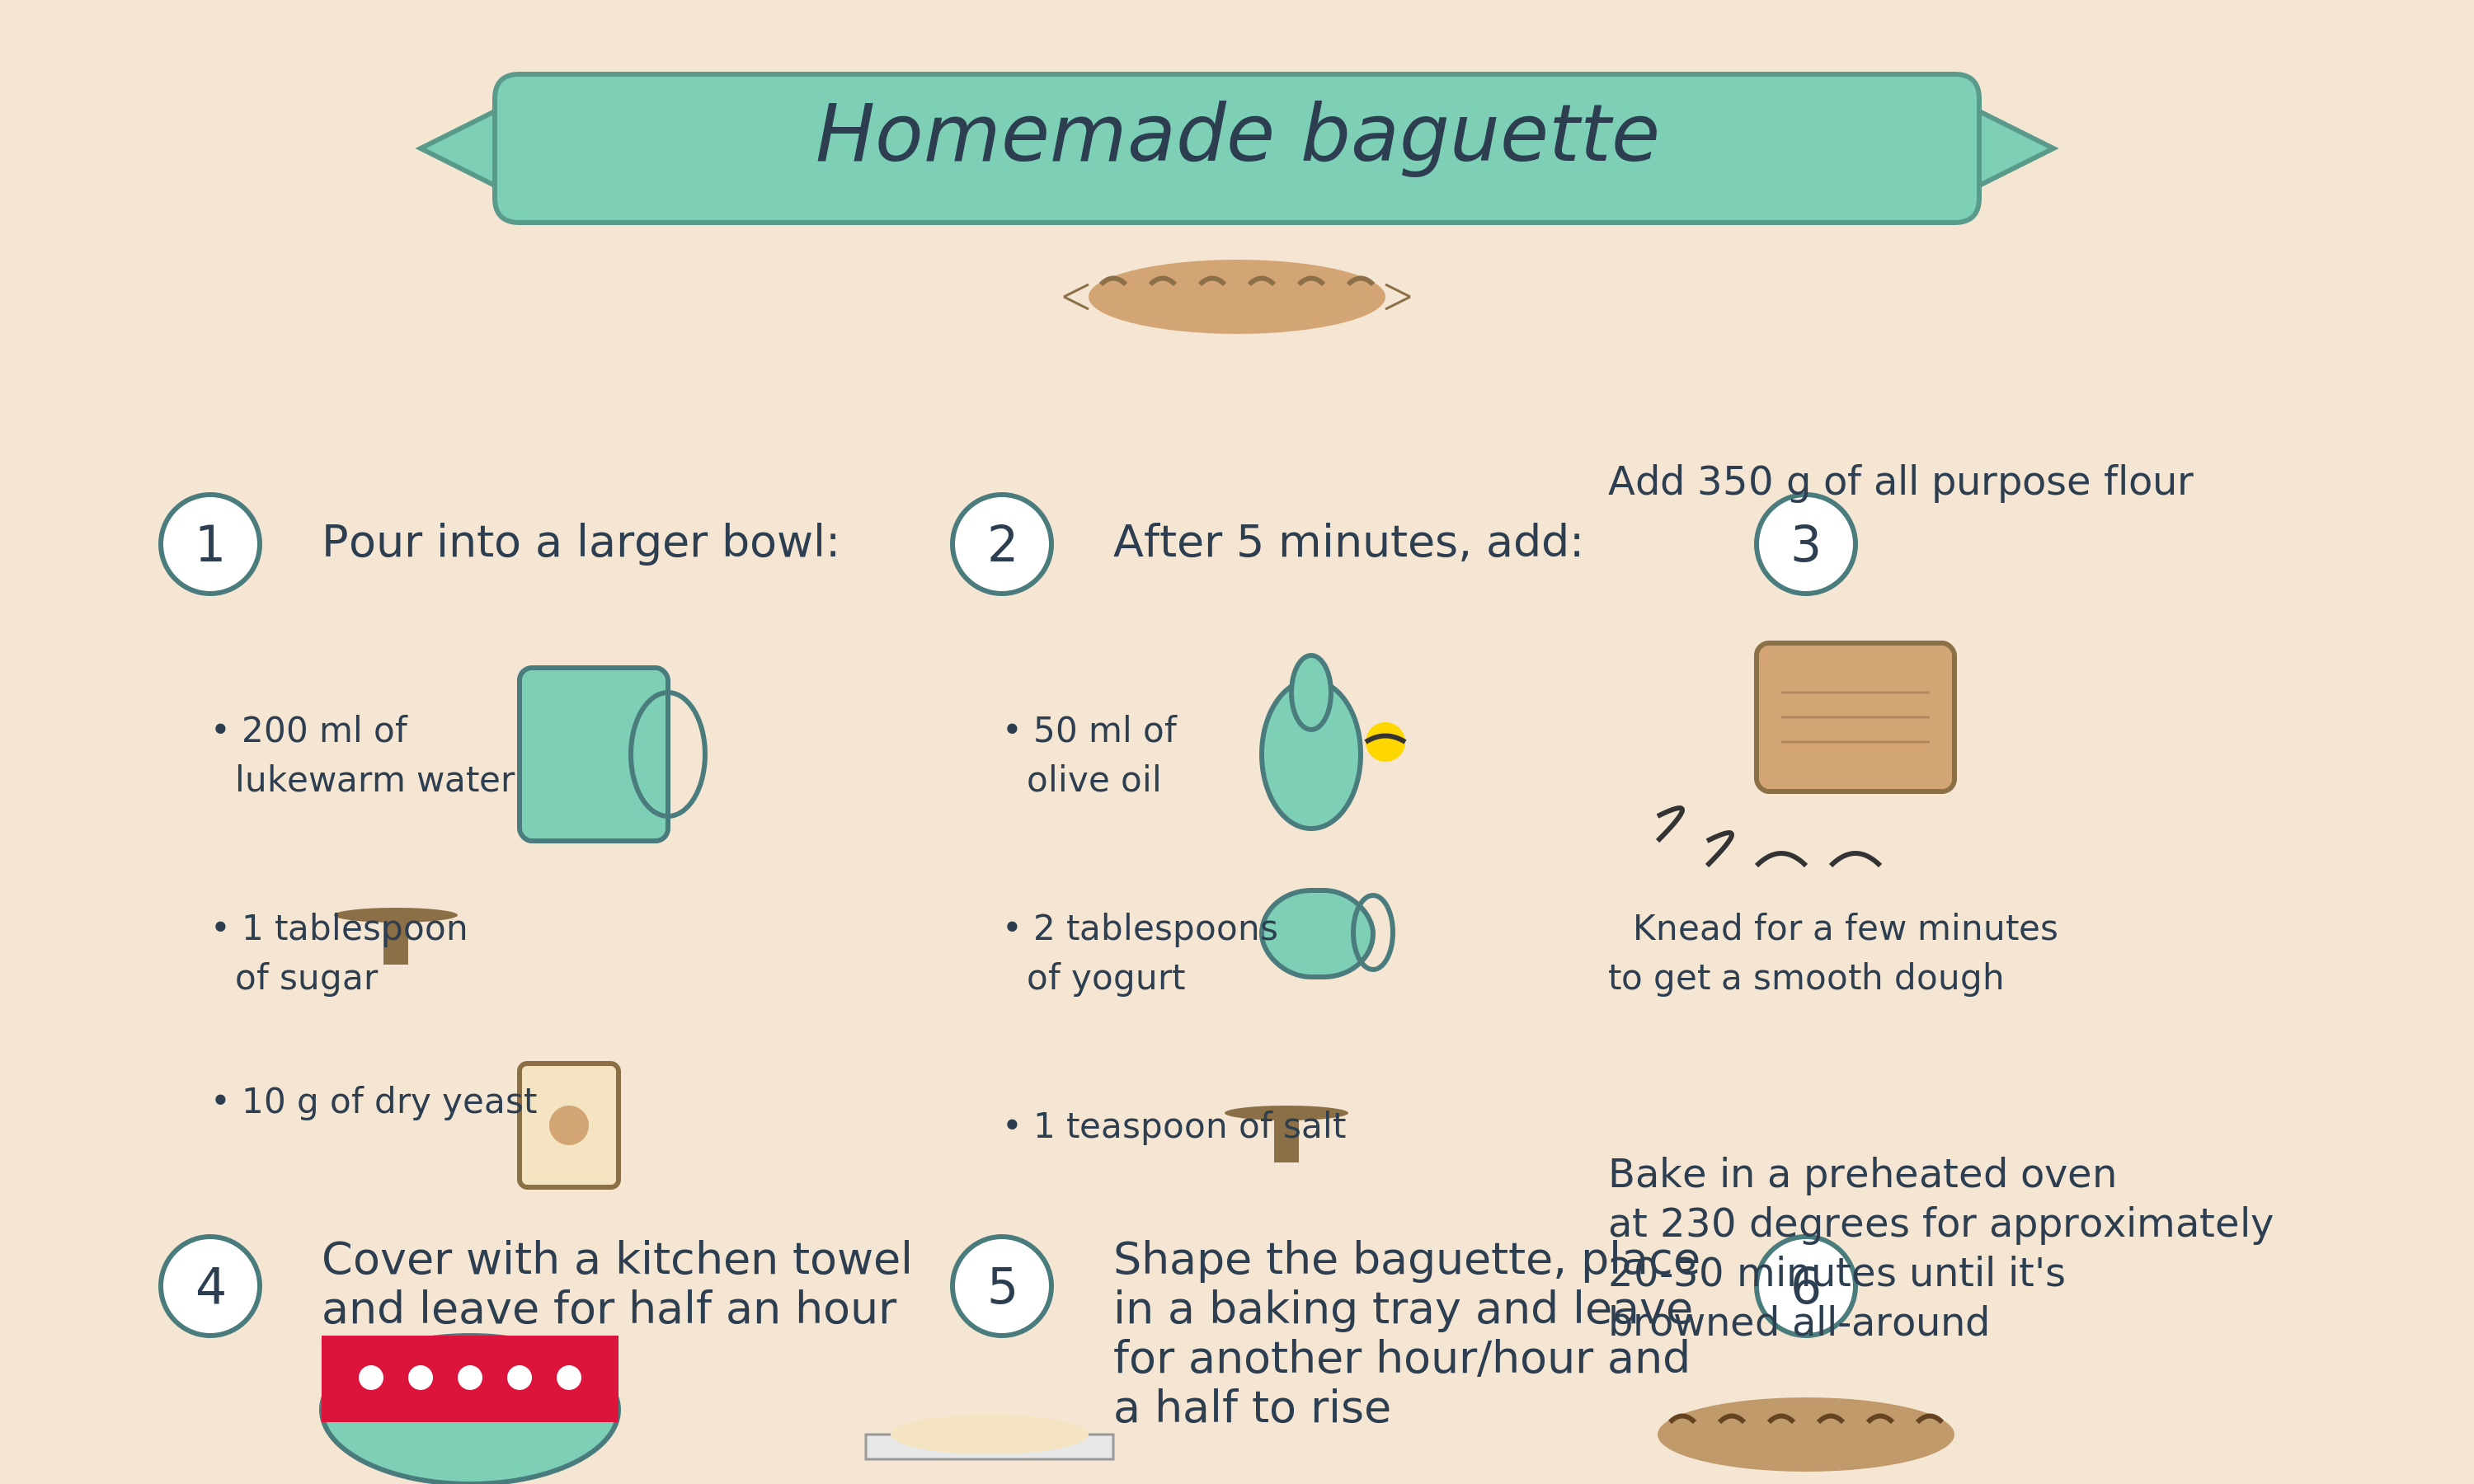 Homemade baguette
1
Pour into a larger bowl:
• 200 ml of
lukewarm water
• 1 tablespoon
of sugar
• 10 g of dry yeast
2
After 5 minutes, add:
• 50 ml of
olive oil
• 2 tablespoons
of yogurt
• 1 teaspoon of salt
3
Add 350 g of all purpose flour
Knead for a few minutes
to get a smooth dough
4
Cover with a kitchen towel
and leave for half an hour
5
Shape the baguette, place
in a baking tray and leave
for another hour/hour and
a half to rise
6
Bake in a preheated oven
at 230 degrees for approximately
20-30 minutes until it's
browned all-around